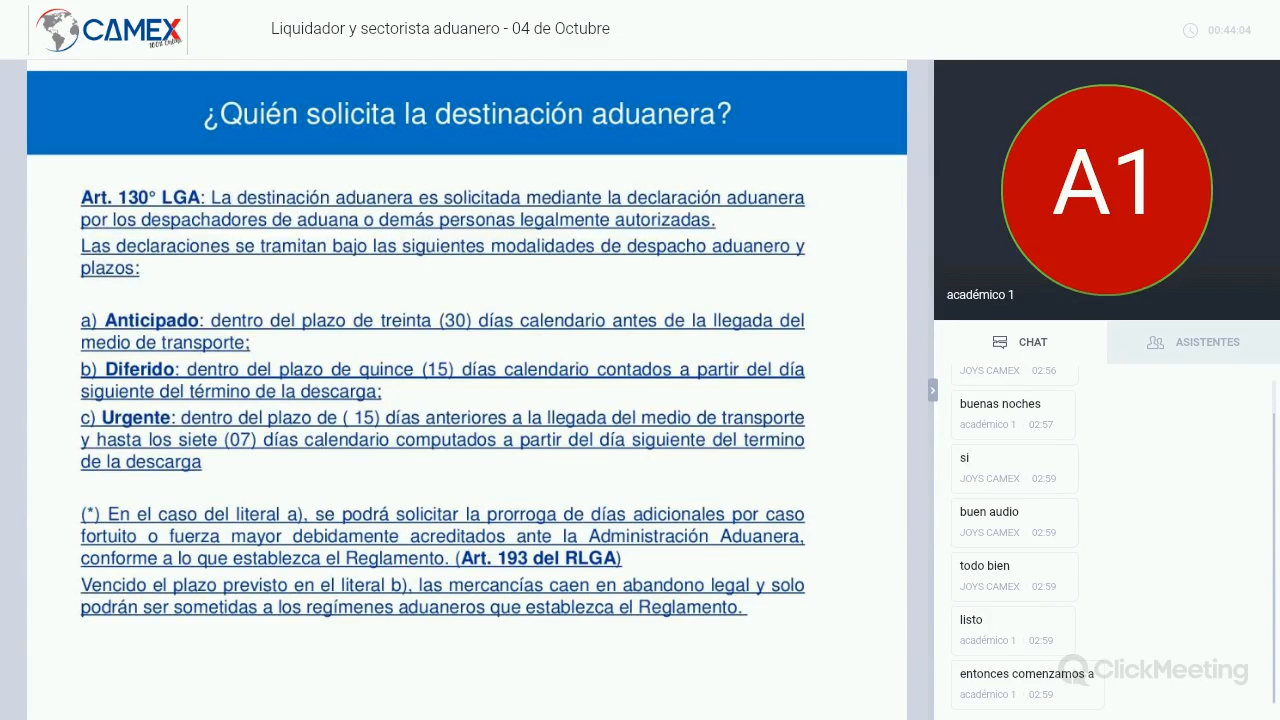 CAMEX
100% Online
Liquidador y sectorista aduanero - 04 de Octubre
00:44:04
¿Quién solicita la destinación aduanera?
Art. 130° LGA: La destinación aduanera es solicitada mediante la declaración aduanera
por los despachadores de aduana o demás personas legalmente autorizadas.
Las declaraciones se tramitan bajo las siguientes modalidades de despacho aduanero y
plazos:
a) Anticipado: dentro del plazo de treinta (30) días calendario antes de la llegada del
medio de transporte;
b) Diferido: dentro del plazo de quince (15) días calendario contados a partir del día
siguiente del término de la descarga;
c) Urgente: dentro del plazo de ( 15) días anteriores a la llegada del medio de transporte
y hasta los siete (07) días calendario computados a partir del día siguiente del termino
de la descarga
(*) En el caso del literal a), se podrá solicitar la prorroga de días adicionales por caso
fortuito o fuerza mayor debidamente acreditados ante la Administración Aduanera,
conforme a lo que establezca el Reglamento. (Art. 193 del RLGA)
Vencido el plazo previsto en el literal b), las mercancías caen en abandono legal y solo
podrán ser sometidas a los regímenes aduaneros que establezca el Reglamento.
A1
académico 1
CHAT
ASISTENTES
JOYS CAMEX 02:56
buenas noches
académico 1 02:57
si
JOYS CAMEX 02:59
buen audio
JOYS CAMEX 02:59
todo bien
JOYS CAMEX 02:59
listo
académico 1 02:59
entonces comenzamos a
académico 1 02:59
ClickMeeting